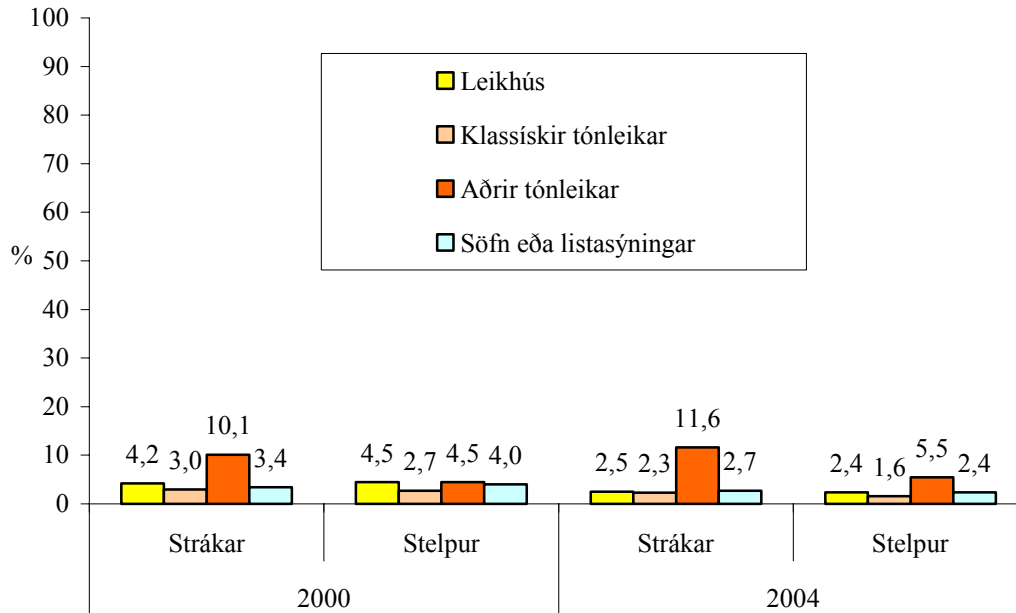 100
90
80
70
60
50
40
30
20
10
0
%
Leikhús
Klassískir tónleikar
Aðrir tónleikar
Söfn eða listasýningar
4,2 3,0 10,1 3,4 4,5 2,7 4,5 4,0 2,5 2,3 11,6 2,7 2,4 1,6 5,5 2,4
Strákar Stelpur Strákar Stelpur
2000 2004